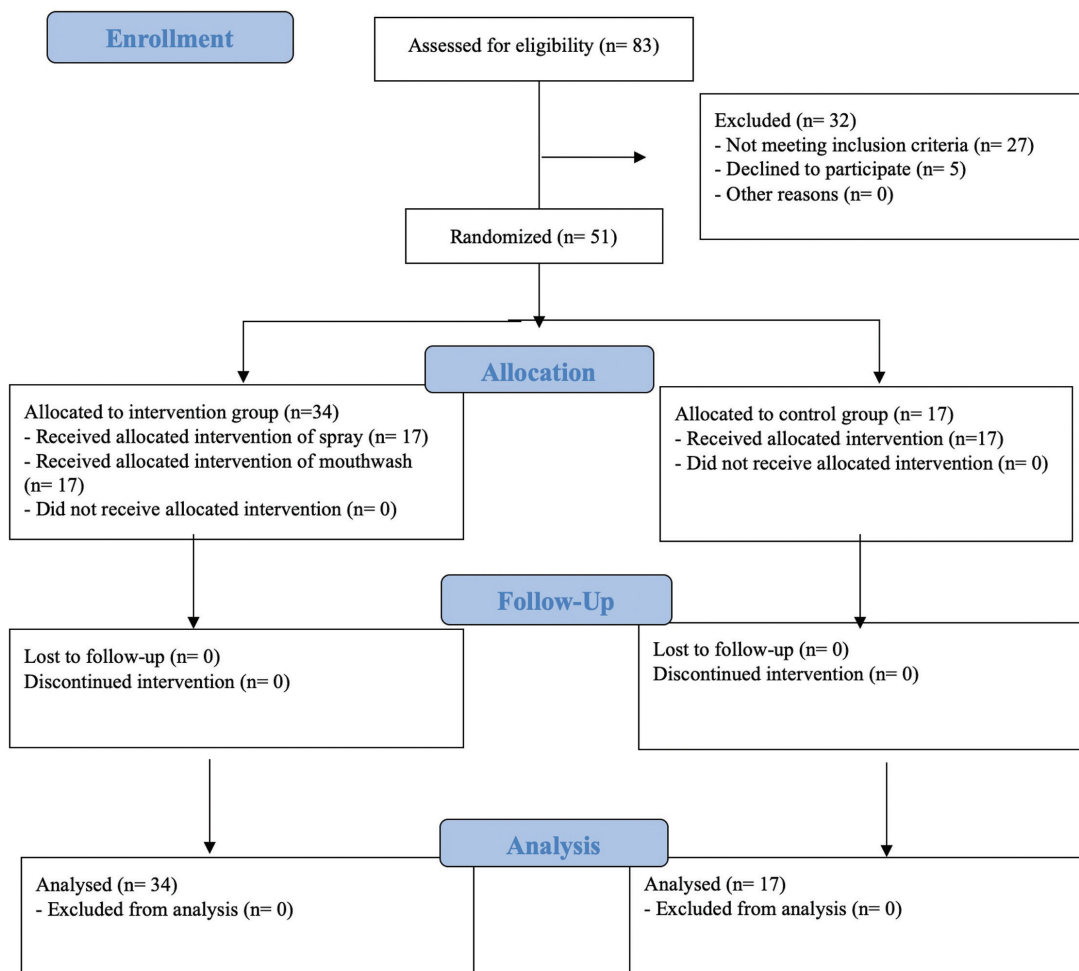 Enrollment
Assessed for eligibility (n= 83)
Excluded (n= 32)
- Not meeting inclusion criteria (n= 27)
- Declined to participate (n= 5)
- Other reasons (n= 0)
Randomized (n= 51)
Allocation
Allocated to intervention group (n=34)
- Received allocated intervention of spray (n= 17)
- Received allocated intervention of mouthwash
(n= 17)
- Did not receive allocated intervention (n= 0)
Allocated to control group (n= 17)
- Received allocated intervention (n=17)
- Did not receive allocated intervention (n= 0)
Follow-Up
Lost to follow-up (n= 0)
Discontinued intervention (n= 0)
Lost to follow-up (n= 0)
Discontinued intervention (n= 0)
Analysis
Analysed (n= 34)
- Excluded from analysis (n= 0)
Analysed (n= 17)
- Excluded from analysis (n= 0)